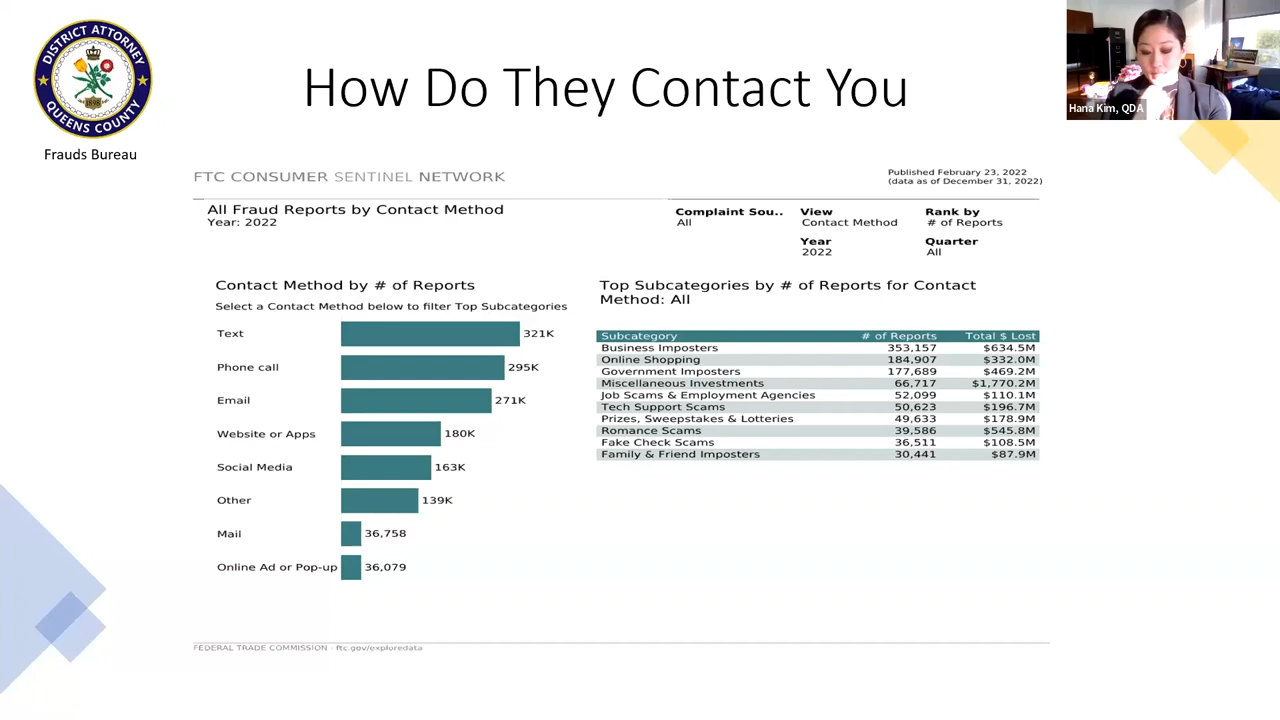 DISTRICT ATTORNEY
QUEENS COUNTY
1898
Frauds Bureau
How Do They Contact You
Hana Kim, QDA
FTC CONSUMER SENTINEL NETWORK
Published February 23, 2022
(data as of December 31, 2022)
All Fraud Reports by Contact Method
Year: 2022
Complaint Sou..
All
View
Contact Method
Rank by
# of Reports
Year
2022
Quarter
All
Contact Method by # of Reports
Select a Contact Method below to filter Top Subcategories
Text 321K
Phone call 295K
Email 271K
Website or Apps 180K
Social Media 163K
Other 139K
Mail 36,758
Online Ad or Pop-up 36,079
Top Subcategories by # of Reports for Contact
Method: All
Subcategory # of Reports Total $ Lost
Business Imposters 353,157 $634.5M
Online Shopping 184,907 $332.0M
Government Imposters 177,689 $469.2M
Miscellaneous Investments 66,717 $1,770.2M
Job Scams & Employment Agencies 52,099 $110.1M
Tech Support Scams 50,623 $196.7M
Prizes, Sweepstakes & Lotteries 49,633 $178.9M
Romance Scams 39,586 $545.8M
Fake Check Scams 36,511 $108.5M
Family & Friend Imposters 30,441 $87.9M
FEDERAL TRADE COMMISSION - ftc.gov/exploredata